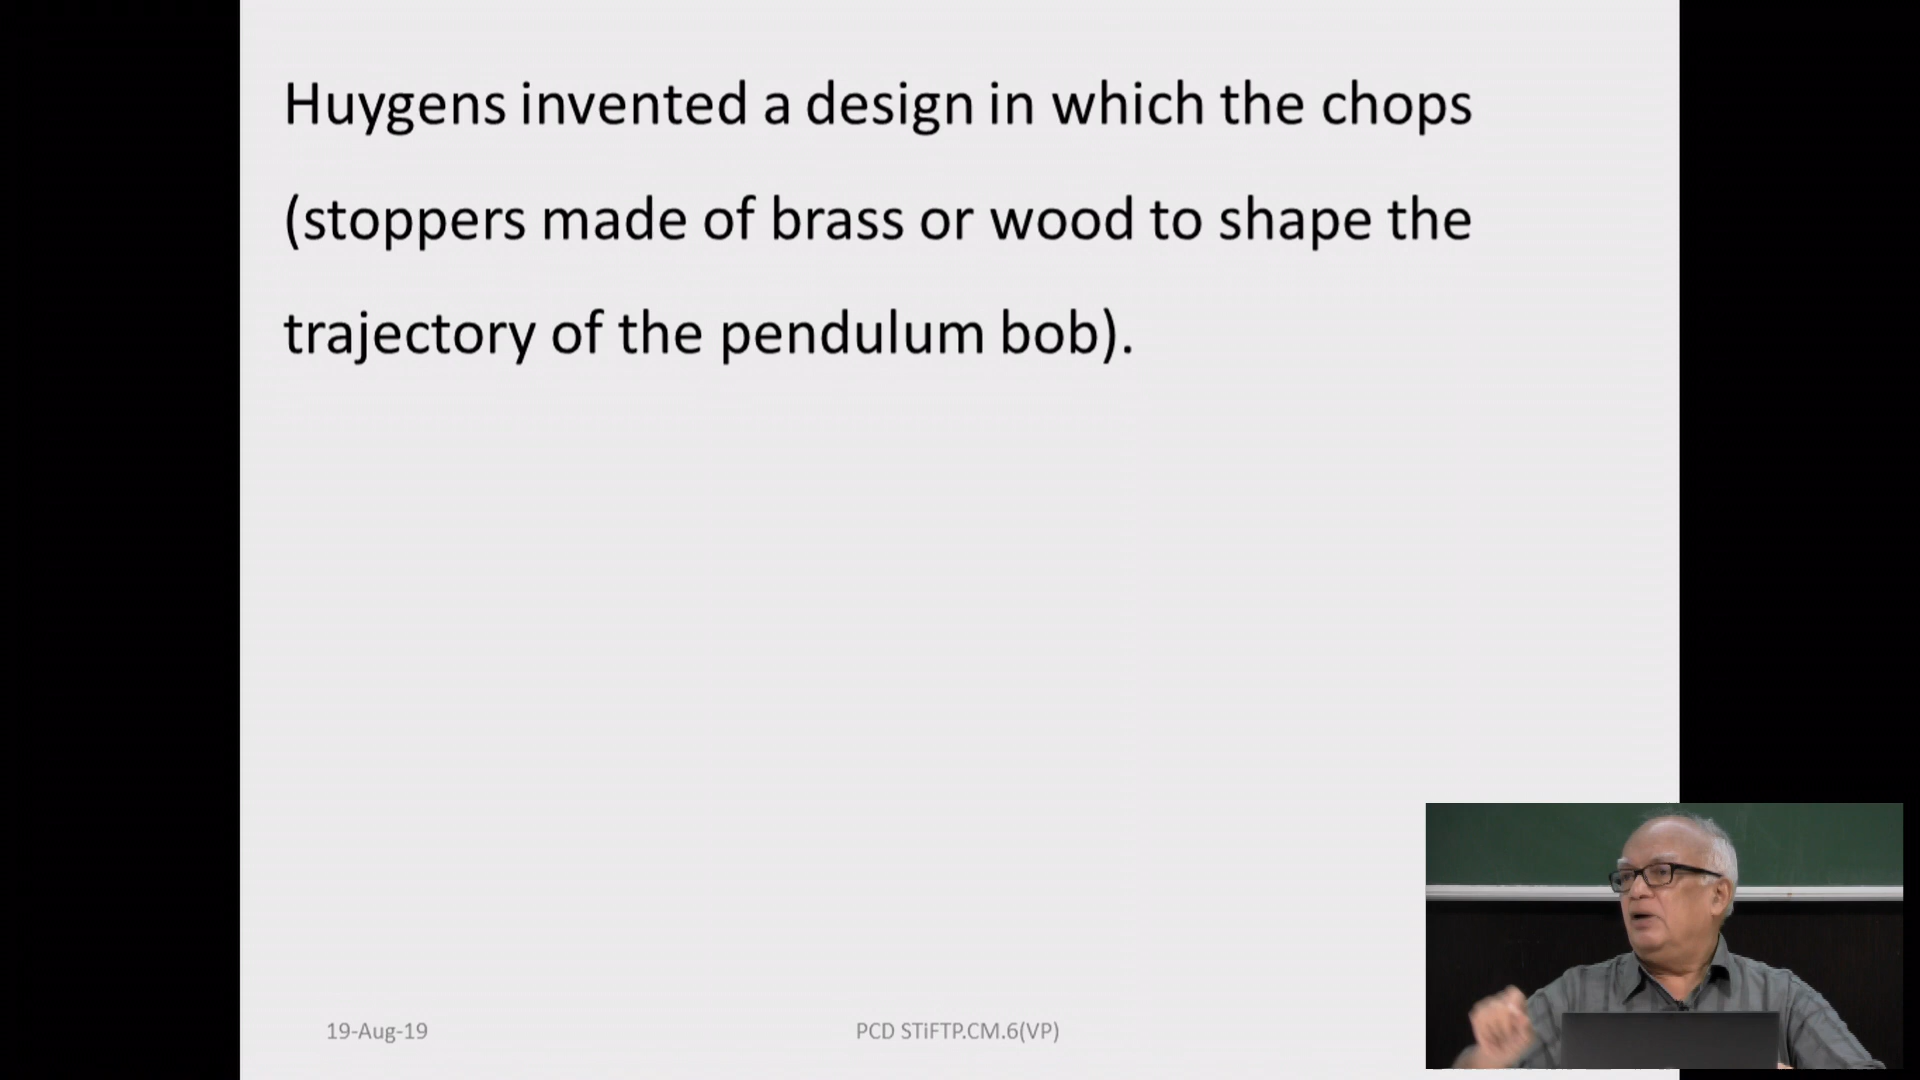 Huygens invented a design in which the chops
(stoppers made of brass or wood to shape the
trajectory of the pendulum bob).
19-Aug-19
PCD STiFTP.CM.6(VP)